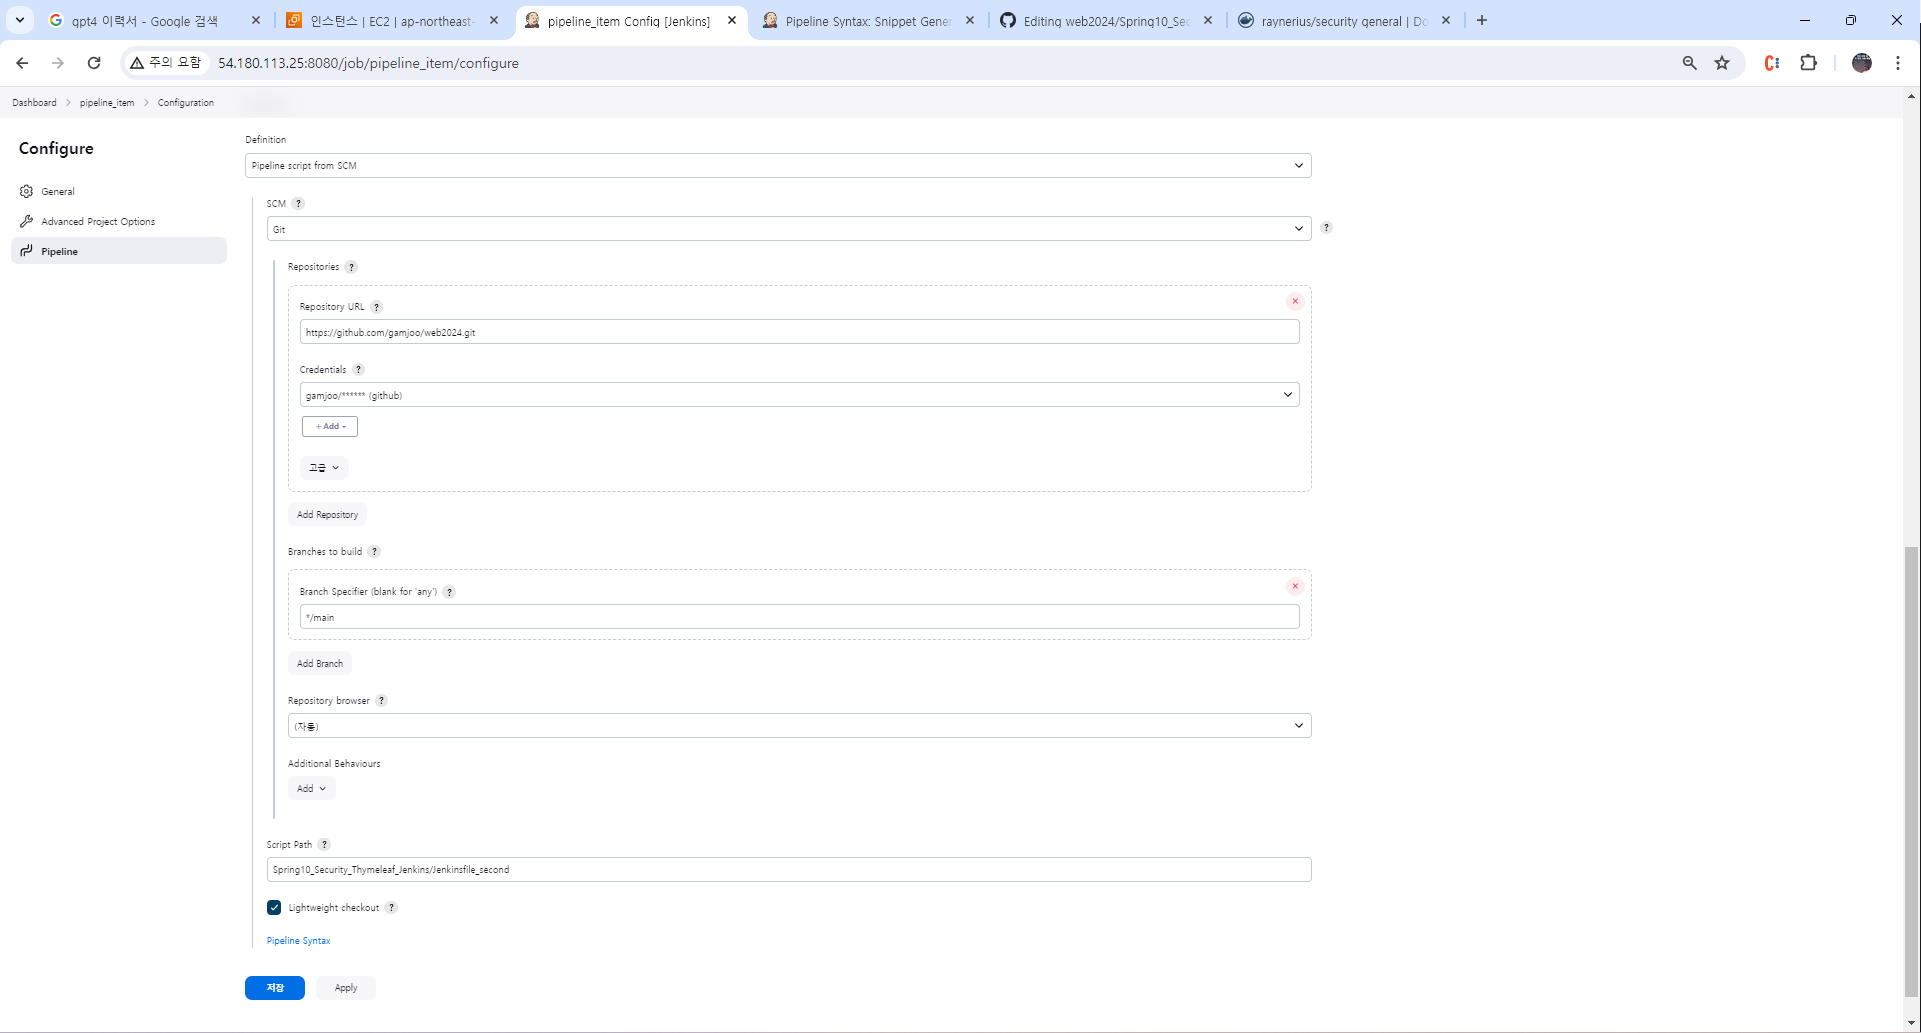 gpt4 이력서 - Google 검색
인스턴스 | EC2 | ap-northeast-
pipeline_item Config [Jenkins]
Pipeline Syntax: Snippet Gener
Editing web2024/Spring10_Sec
raynerius/security general | Do
주의 요함
54.180.113.25:8080/job/pipeline_item/configure
Dashboard > pipeline_item > Configuration
Configure
General
Advanced Project Options
Pipeline
Definition
Pipeline script from SCM
SCM ?
Git
?
Repositories ?
Repository URL ?
https://github.com/gamjoo/web2024.git
Credentials ?
gamjoo/****** (github)
+ Add
고급
Add Repository
Branches to build ?
Branch Specifier (blank for 'any') ?
*/main
Add Branch
Repository browser ?
(자동)
Additional Behaviours
Add
Script Path ?
Spring10_Security_Thymeleaf_Jenkins/Jenkinsfile_second
Lightweight checkout ?
Pipeline Syntax
저장
Apply